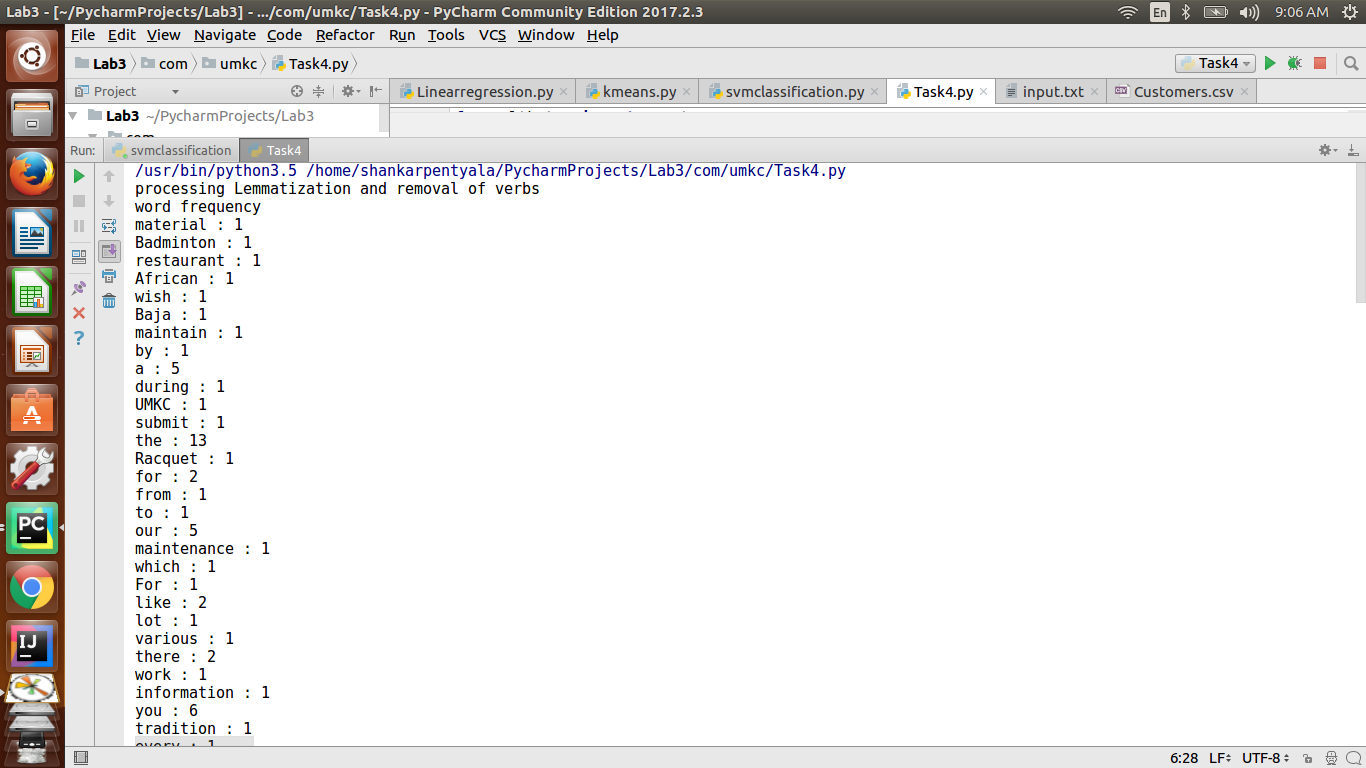 Lab3 - [~/PycharmProjects/Lab3] - .../com/umkc/Task4.py - PyCharm Community Edition 2017.2.3 En 9:06 AM
File Edit View Navigate Code Refactor Run Tools VCS Window Help
Lab3 com umkc Task4.py Task4
Project Linearregression.py kmeans.py svmclassification.py Task4.py input.txt Customers.csv
Lab3 ~/PycharmProjects/Lab3
com
Run: svmclassification Task4
/usr/bin/python3.5 /home/shankarpentyala/PycharmProjects/Lab3/com/umkc/Task4.py
processing Lemmatization and removal of verbs
word frequency
material : 1
Badminton : 1
restaurant : 1
African : 1
wish : 1
Baja : 1
maintain : 1
by : 1
a : 5
during : 1
UMKC : 1
submit : 1
the : 13
Racquet : 1
for : 2
from : 1
to : 1
our : 5
maintenance : 1
which : 1
For : 1
like : 2
lot : 1
various : 1
there : 2
work : 1
information : 1
you : 6
tradition : 1
every : 1
6:28 LF UTF-8